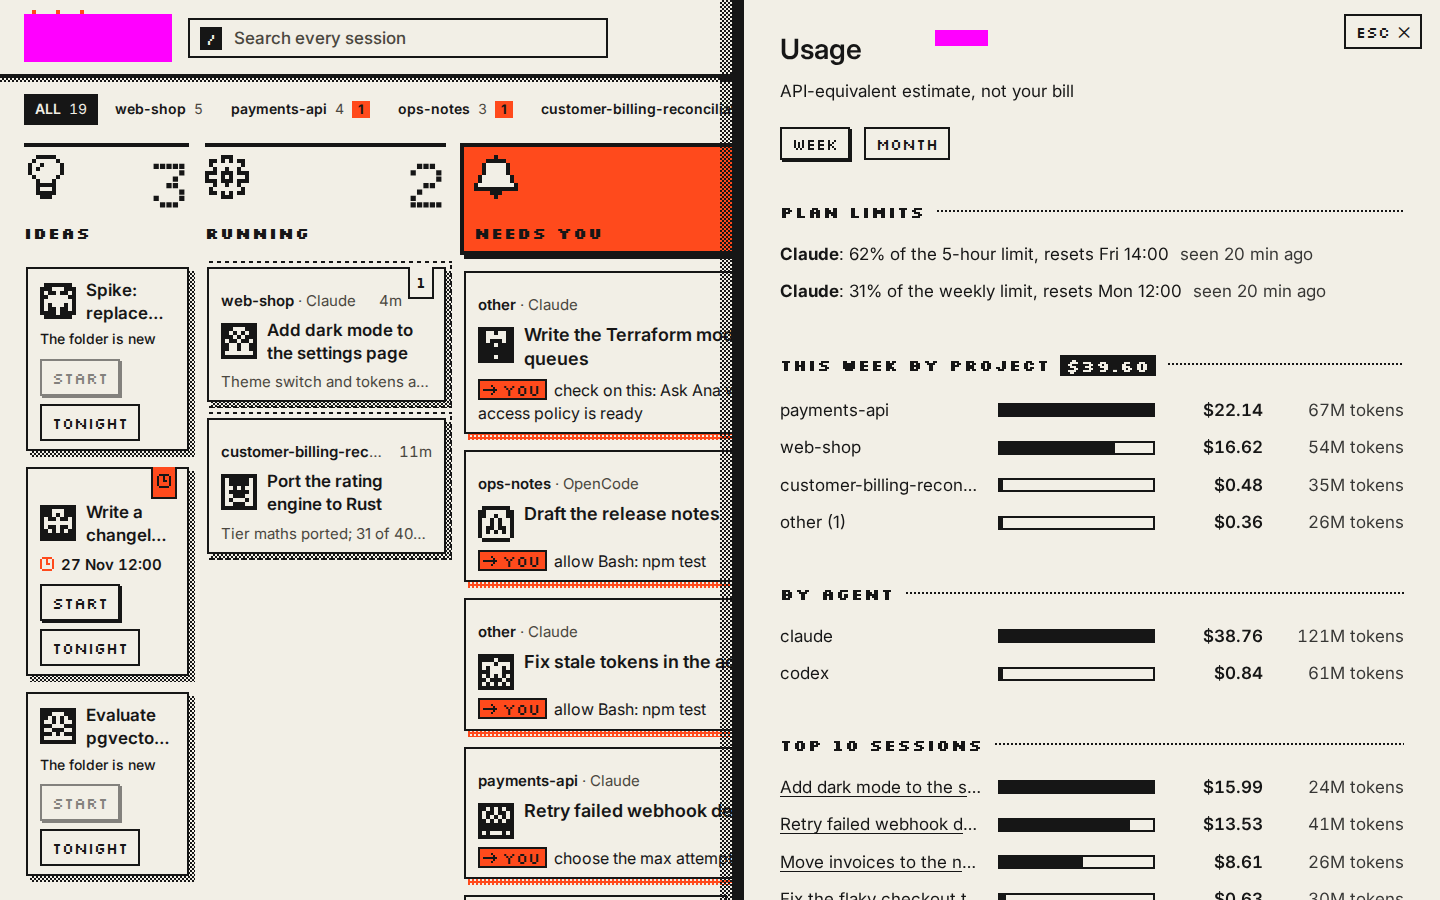 / Search every session
ALL 19 web-shop 5 payments-api 4 1 ops-notes 3 1 customer-billing-reconcilia
3 2
IDEAS RUNNING NEEDS YOU
Spike:
replace...
The folder is new
START
TONIGHT
Write a
changel...
27 Nov 12:00
START
TONIGHT
Evaluate
pgvecto...
The folder is new
START
TONIGHT
1
web-shop · Claude 4m
Add dark mode to
the settings page
Theme switch and tokens a...
customer-billing-rec... 11m
Port the rating
engine to Rust
Tier maths ported; 31 of 40...
other · Claude
Write the Terraform mod
queues
→ YOU check on this: Ask Ana
access policy is ready
ops-notes · OpenCode
Draft the release notes
→ YOU allow Bash: npm test
other · Claude
Fix stale tokens in the
→ YOU allow Bash: npm test
payments-api · Claude
Retry failed webhook de
→ YOU choose the max attemp
Usage
ESC ×
API-equivalent estimate, not your bill
WEEK MONTH
PLAN LIMITS
Claude: 62% of the 5-hour limit, resets Fri 14:00 seen 20 min ago
Claude: 31% of the weekly limit, resets Mon 12:00 seen 20 min ago
THIS WEEK BY PROJECT $39.60
payments-api $22.14 67M tokens
web-shop $16.62 54M tokens
customer-billing-recon... $0.48 35M tokens
other (1) $0.36 26M tokens
BY AGENT
claude $38.76 121M tokens
codex $0.84 61M tokens
TOP 10 SESSIONS
Add dark mode to the s... $15.99 24M tokens
Retry failed webhook d... $13.53 41M tokens
Move invoices to the n... $8.61 26M tokens
Fix the flaky checkout t... $0.63 30M tokens